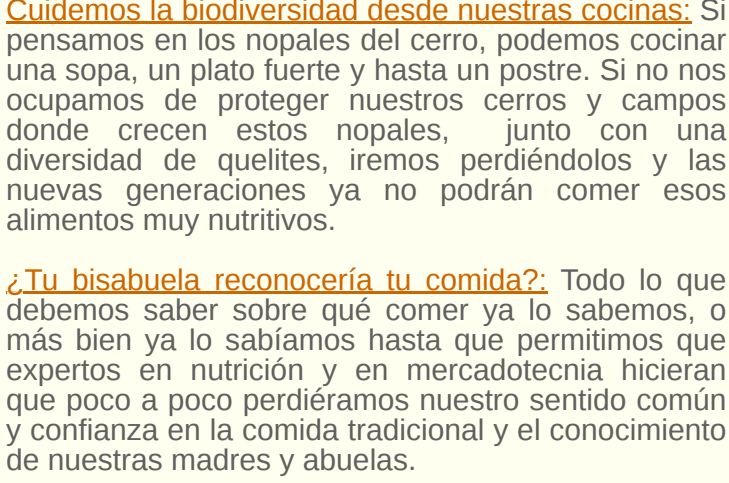 Cuidemos la biodiversidad desde nuestras cocinas: Si
pensamos en los nopales del cerro, podemos cocinar
una sopa, un plato fuerte y hasta un postre. Si no nos
ocupamos de proteger nuestros cerros y campos
donde crecen estos nopales, junto con una
diversidad de quelites, iremos perdiéndolos y las
nuevas generaciones ya no podrán comer esos
alimentos muy nutritivos.
¿Tu bisabuela reconocería tu comida?: Todo lo que
debemos saber sobre qué comer ya lo sabemos, o
más bien ya lo sabíamos hasta que permitimos que
expertos en nutrición y en mercadotecnia hicieran
que poco a poco perdiéramos nuestro sentido común
y confianza en la comida tradicional y el conocimiento
de nuestras madres y abuelas.